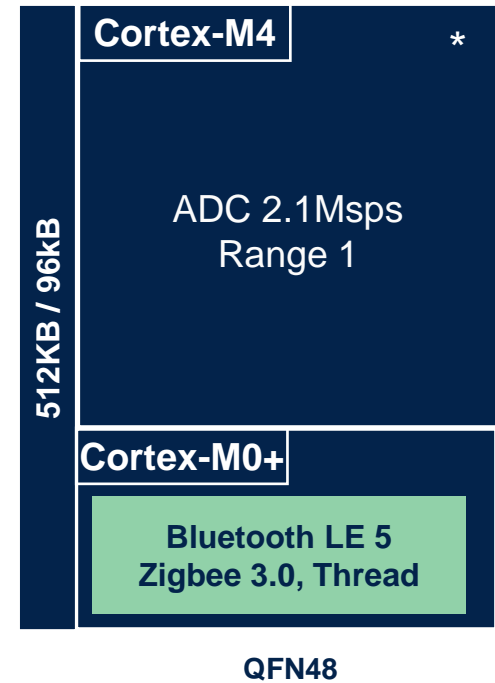 Cortex-M4
*
ADC 2.1Msps
Range 1
512KB / 96kB
Cortex-M0+
Bluetooth LE 5
Zigbee 3.0, Thread
QFN48